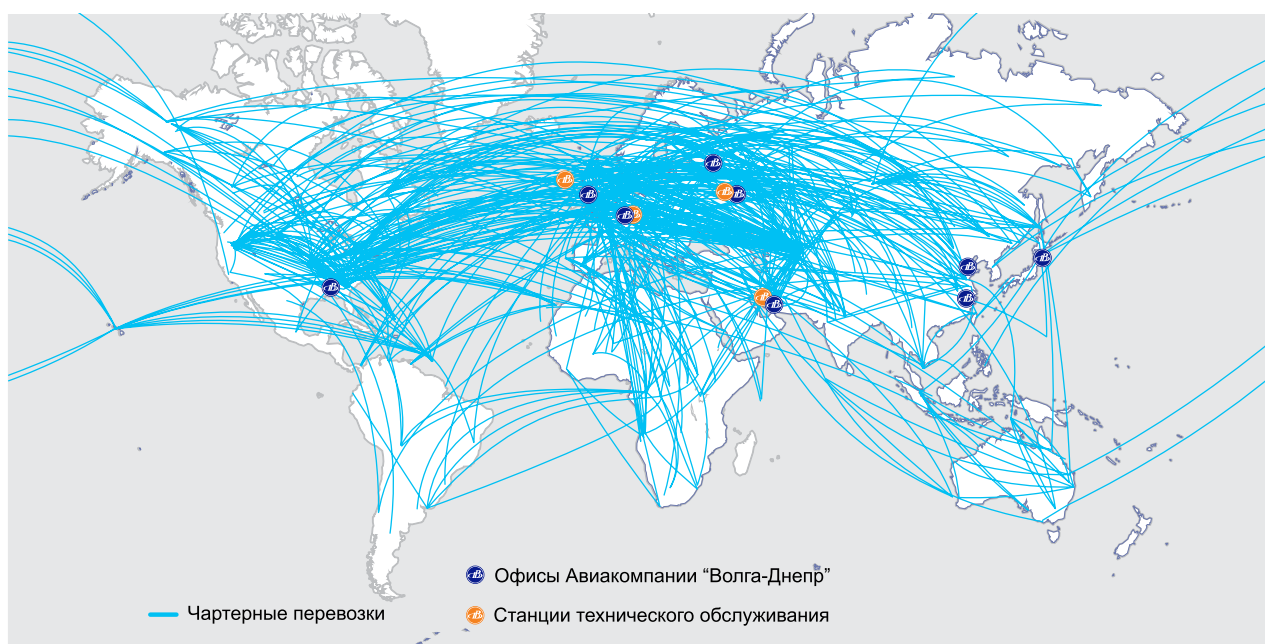 Офисы Авиакомпании “Волга-Днепр”
Чартерные перевозки
Станции технического обслуживания